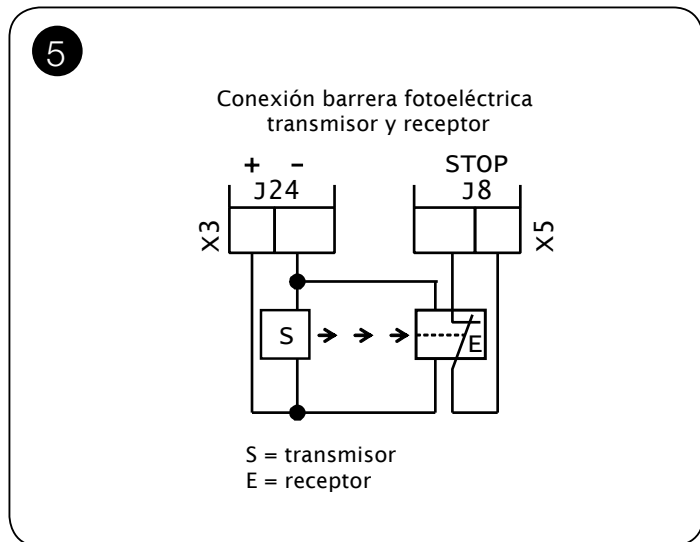 5
Conexión barrera fotoeléctrica
transmisor y receptor
+ - STOP
J24 J8
X3 X5
S E
S = transmisor
E = receptor